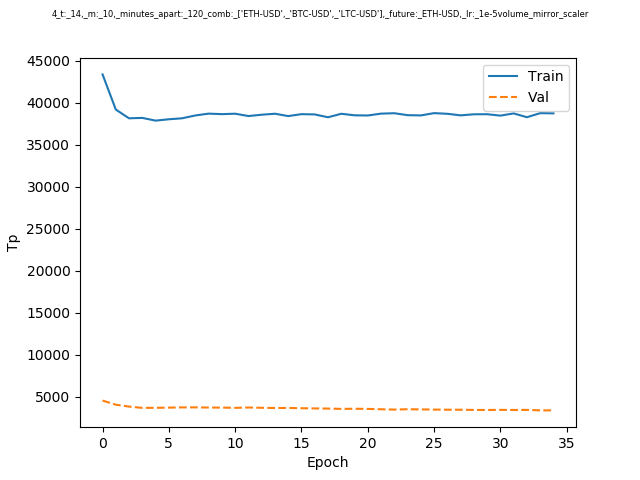 4_t:_14,_m:_10,_minutes_apart:_120_comb:_['ETH-USD',_'BTC-USD',_'LTC-USD'],_future:_ETH-USD,_lr:_1e-5volume_mirror_scaler
45000
40000
35000
30000
25000
20000
15000
10000
5000
Tp
Train
Val
0 5 10 15 20 25 30 35
Epoch